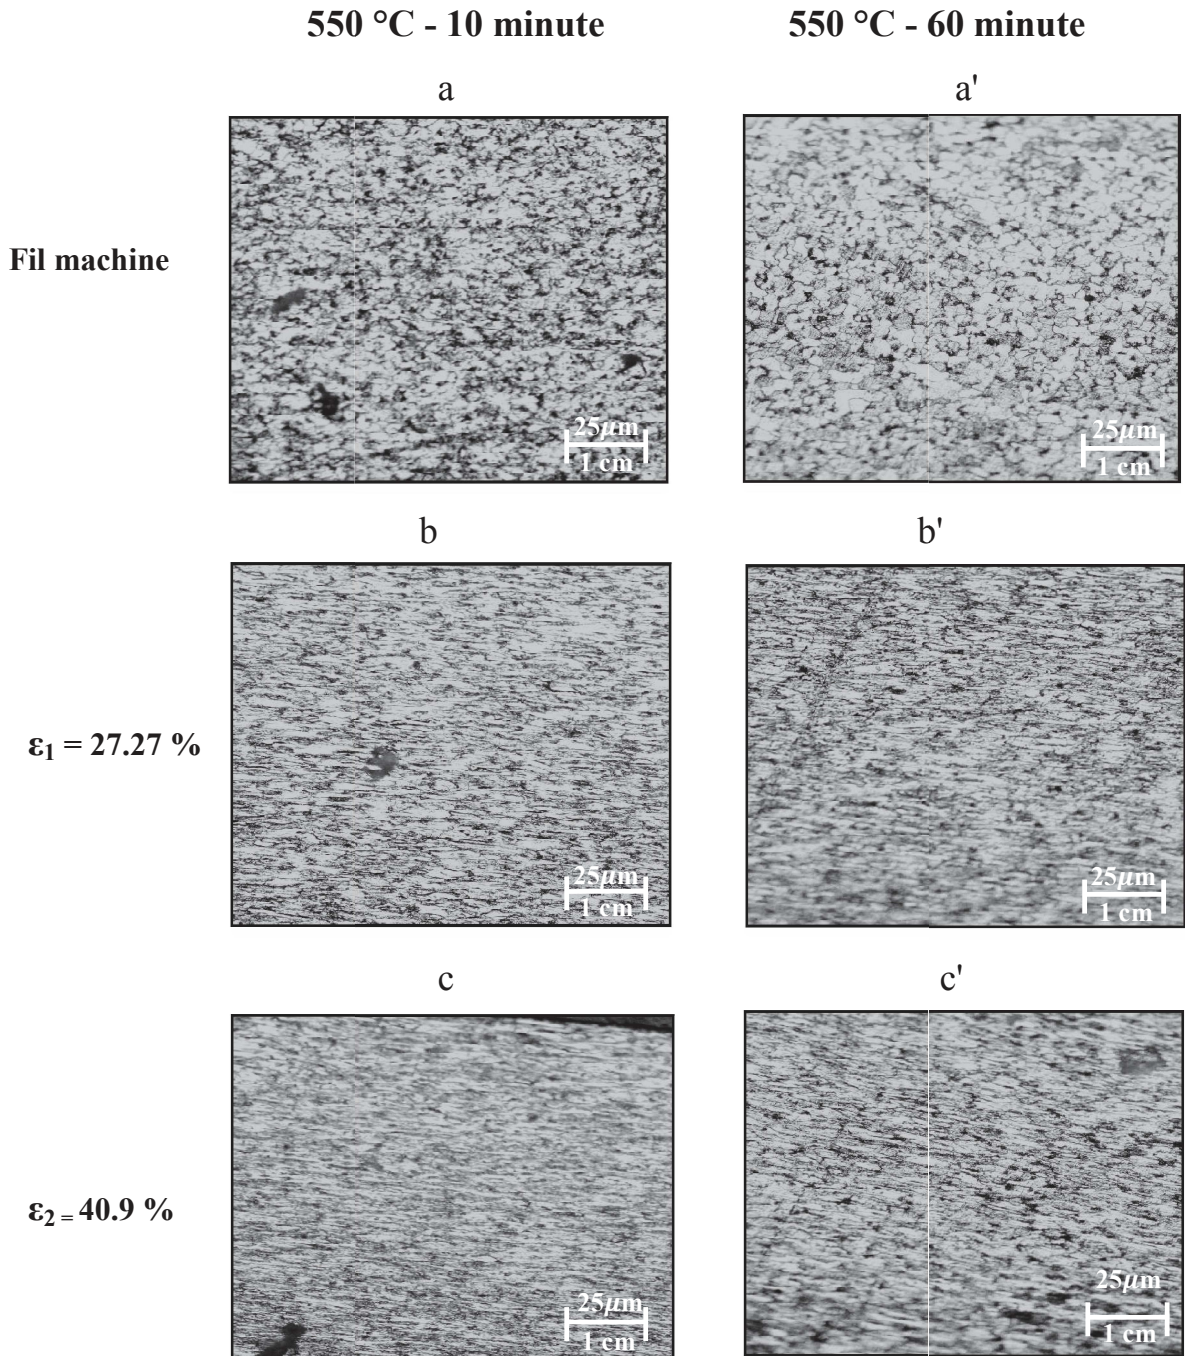 550 °C - 10 minute
550 °C - 60 minute
a
a'
Fil machine
25μm
1 cm
25μm
1 cm
b
b'
ε₁ = 27.27 %
25μm
1 cm
25μm
1 cm
c
c'
ε₂ = 40.9 %
25μm
1 cm
25μm
1 cm